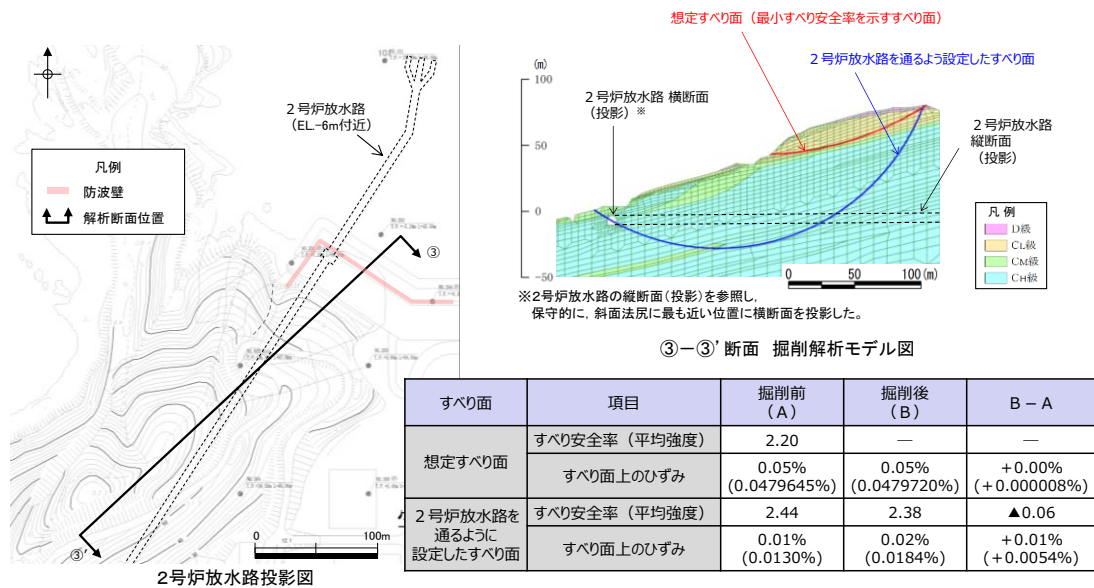 2号炉放水路
(EL.-6m付近)
凡例
防波壁
解析断面位置
③
③'
0
100m
2号炉放水路投影図
想定すべり面（最小すべり安全率を示すすべり面）
2号炉放水路を通るよう設定したすべり面
2号炉放水路 横断面
（投影）※
2号炉放水路
縦断面
（投影）
(m)
100
50
0
-50
凡 例
D級
CL級
CM級
CH級
0 50 100(m)
※2号炉放水路の縦断面(投影)を参照し,
保守的に, 斜面法尻に最も近い位置に横断面を投影した。
③－③'断面 掘削解析モデル図
すべり面 項目 掘削前（A） 掘削後（B） B－A
想定すべり面 すべり安全率（平均強度） 2.20 ― ―
すべり面上のひずみ 0.05% 0.05% +0.00%
(0.0479645%) (0.0479720%) (+0.000008%)
2号炉放水路を通るように設定したすべり面 すべり安全率（平均強度） 2.44 2.38 ▲0.06
すべり面上のひずみ 0.01% 0.02% +0.01%
(0.0130%) (0.0184%) (+0.0054%)